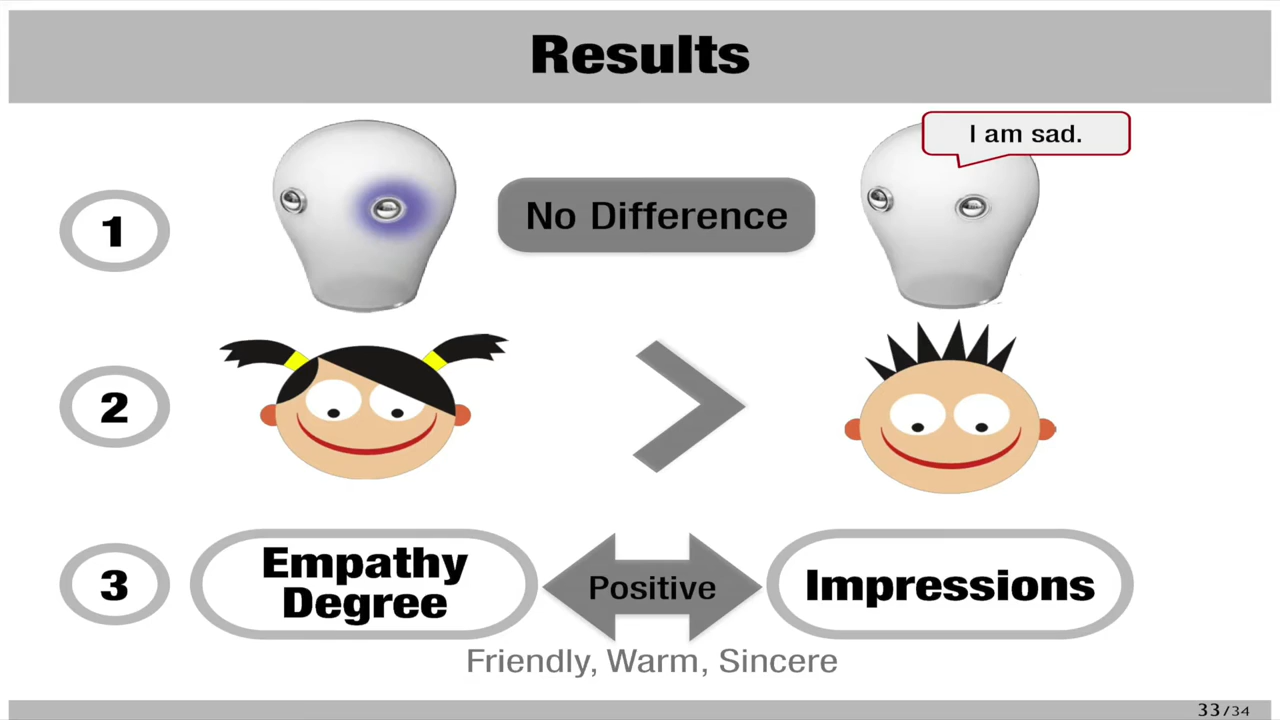 Results
I am sad.
1
No Difference
2
3
Empathy
Degree
Positive
Impressions
Friendly, Warm, Sincere
33/34